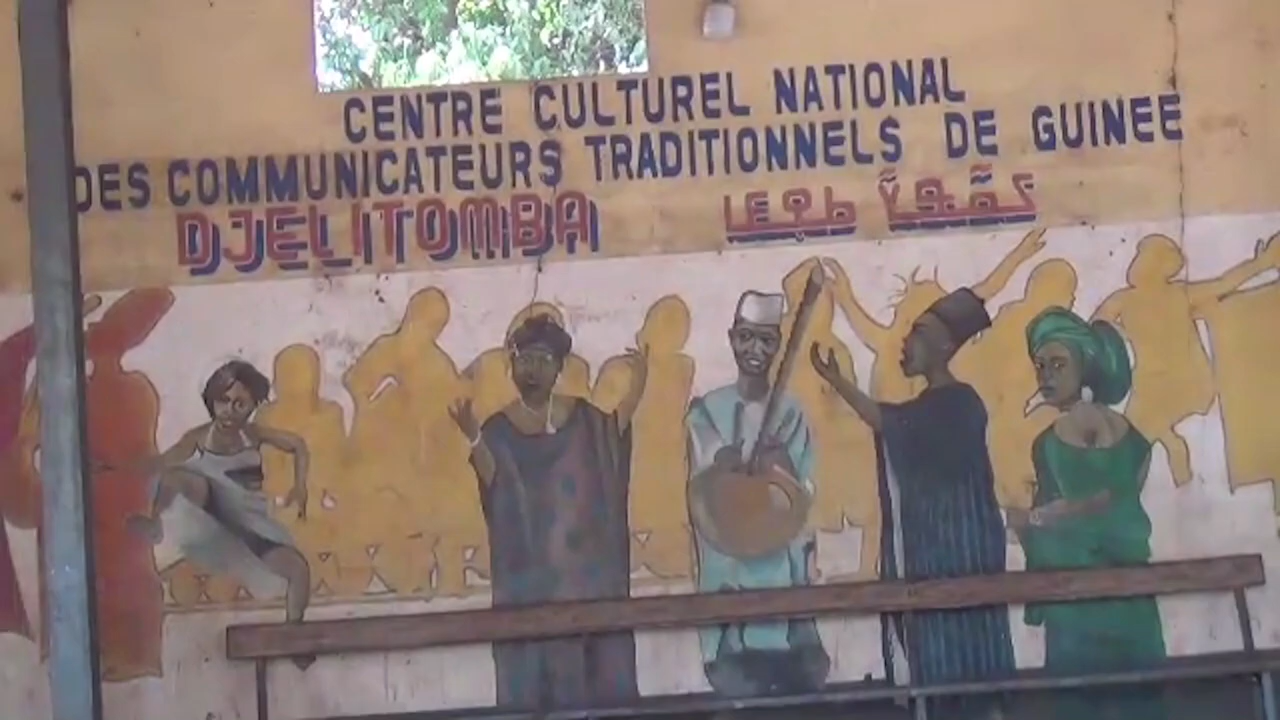 CENTRE CULTUREL NATIONAL
DES COMMUNICATEURS TRADITIONNELS DE GUINEE
DJELITOMBA